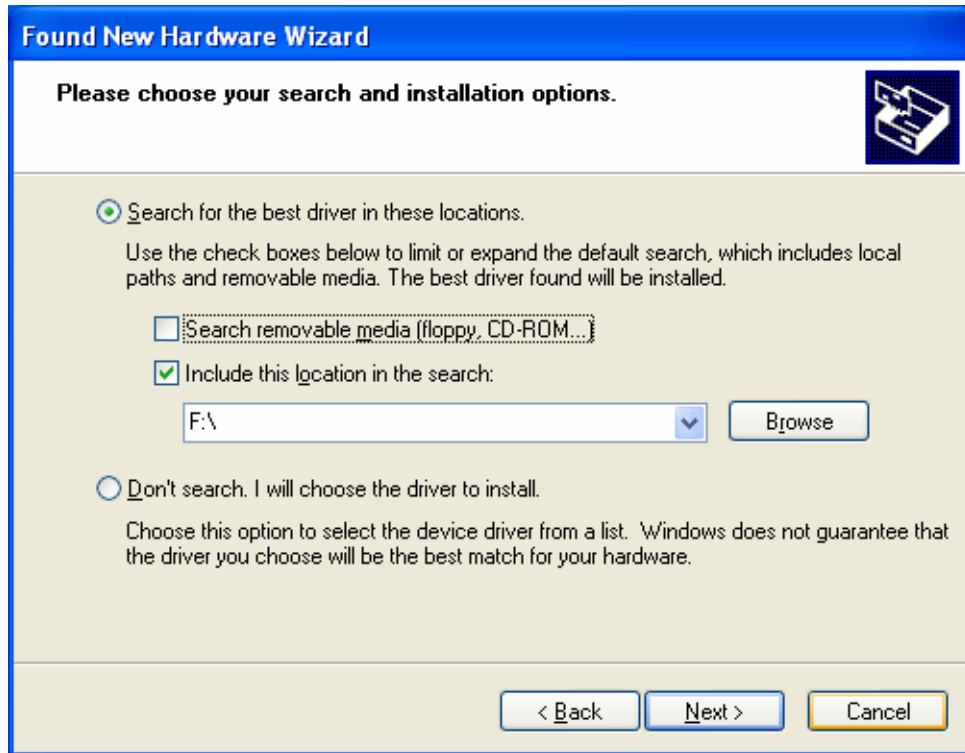 Found New Hardware Wizard
Please choose your search and installation options.
Search for the best driver in these locations.
Use the check boxes below to limit or expand the default search, which includes local
paths and removable media. The best driver found will be installed.
Search removable media (floppy, CD-ROM...)
Include this location in the search:
F:\
Browse
Don't search. I will choose the driver to install.
Choose this option to select the device driver from a list.  Windows does not guarantee that
the driver you choose will be the best match for your hardware.
< Back
Next >
Cancel